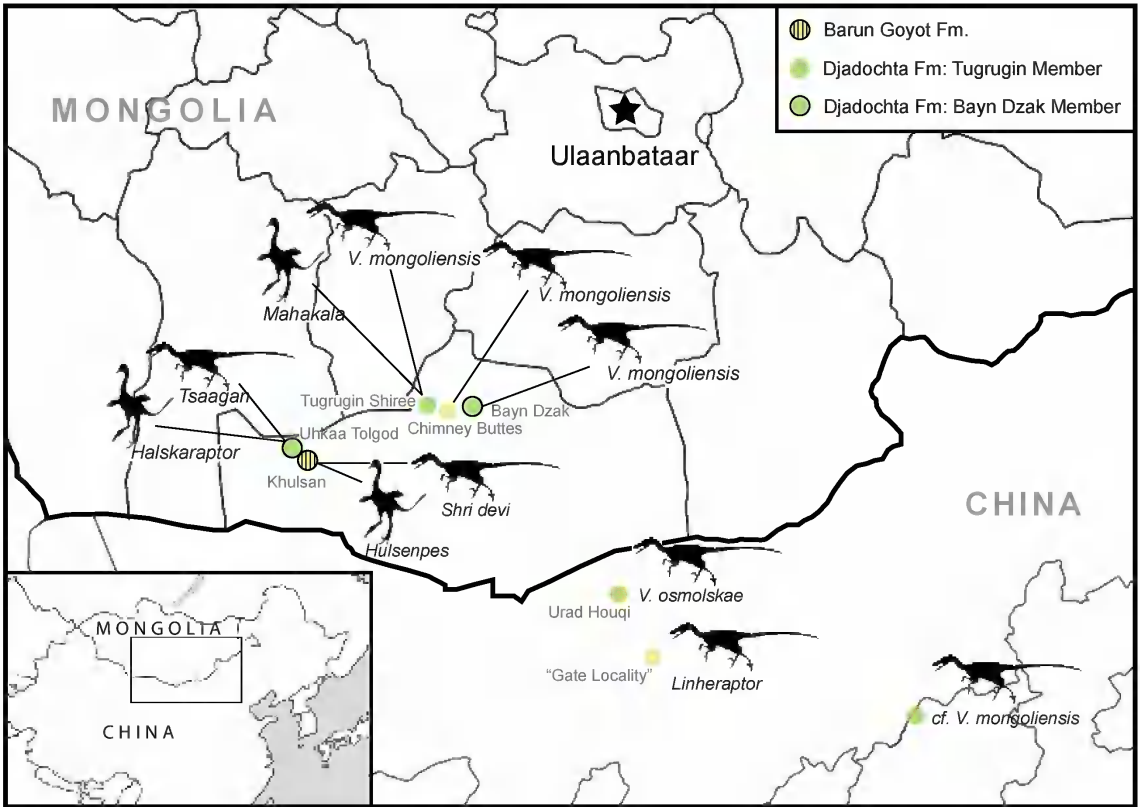 Barun Goyot Fm.
Djadochta Fm: Tugrugin Member
Djadochta Fm: Bayn Dzak Member
MONGOLIA
Ulaanbataar
V. mongoliensis
Mahakala
V. mongoliensis
V. mongoliensis
Tsaagan
Halskaraptor
Tugrugin Shiree
Chimney Buttes
Bayn Dzak
Uhkaa Tolgod
Khulsan
Shri devi
Hulsenpes
CHINA
V. osmolskae
Urad Houqi
"Gate Locality"
Linheraptor
cf. V. mongoliensis
MONGOLIA
CHINA